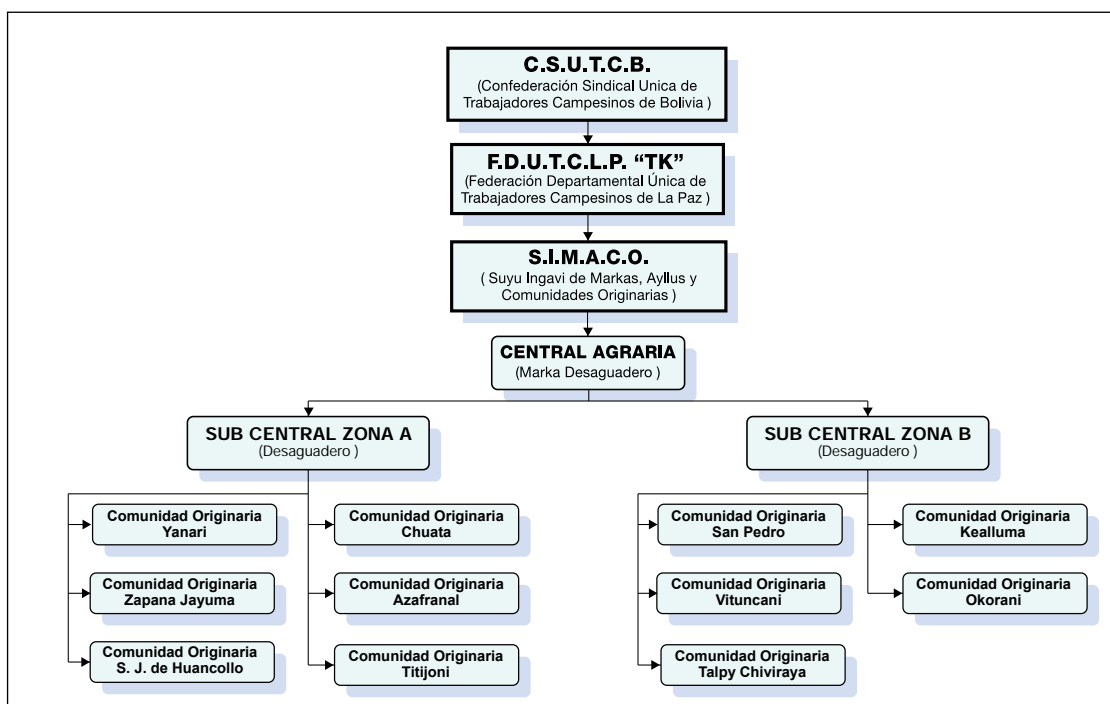 C.S.U.T.C.B.
(Confederación Sindical Unica de
Trabajadores Campesinos de Bolivia )
F.D.U.T.C.L.P. “TK”
(Federación Departamental Única de
Trabajadores Campesinos de La Paz )
S.I.M.A.C.O.
( Suyu Ingavi de Markas, Ayllus y
Comunidades Originarias )
CENTRAL AGRARIA
(Marka Desaguadero )
SUB CENTRAL ZONA A
(Desaguadero )
Comunidad Originaria
Yanari
Comunidad Originaria
Chuata
Comunidad Originaria
Zapana Jayuma
Comunidad Originaria
Azafranal
Comunidad Originaria
S. J. de Huancollo
Comunidad Originaria
Titijoni
SUB CENTRAL ZONA B
(Desaguadero )
Comunidad Originaria
San Pedro
Comunidad Originaria
Kealluma
Comunidad Originaria
Vituncani
Comunidad Originaria
Okorani
Comunidad Originaria
Talpy Chiviraya